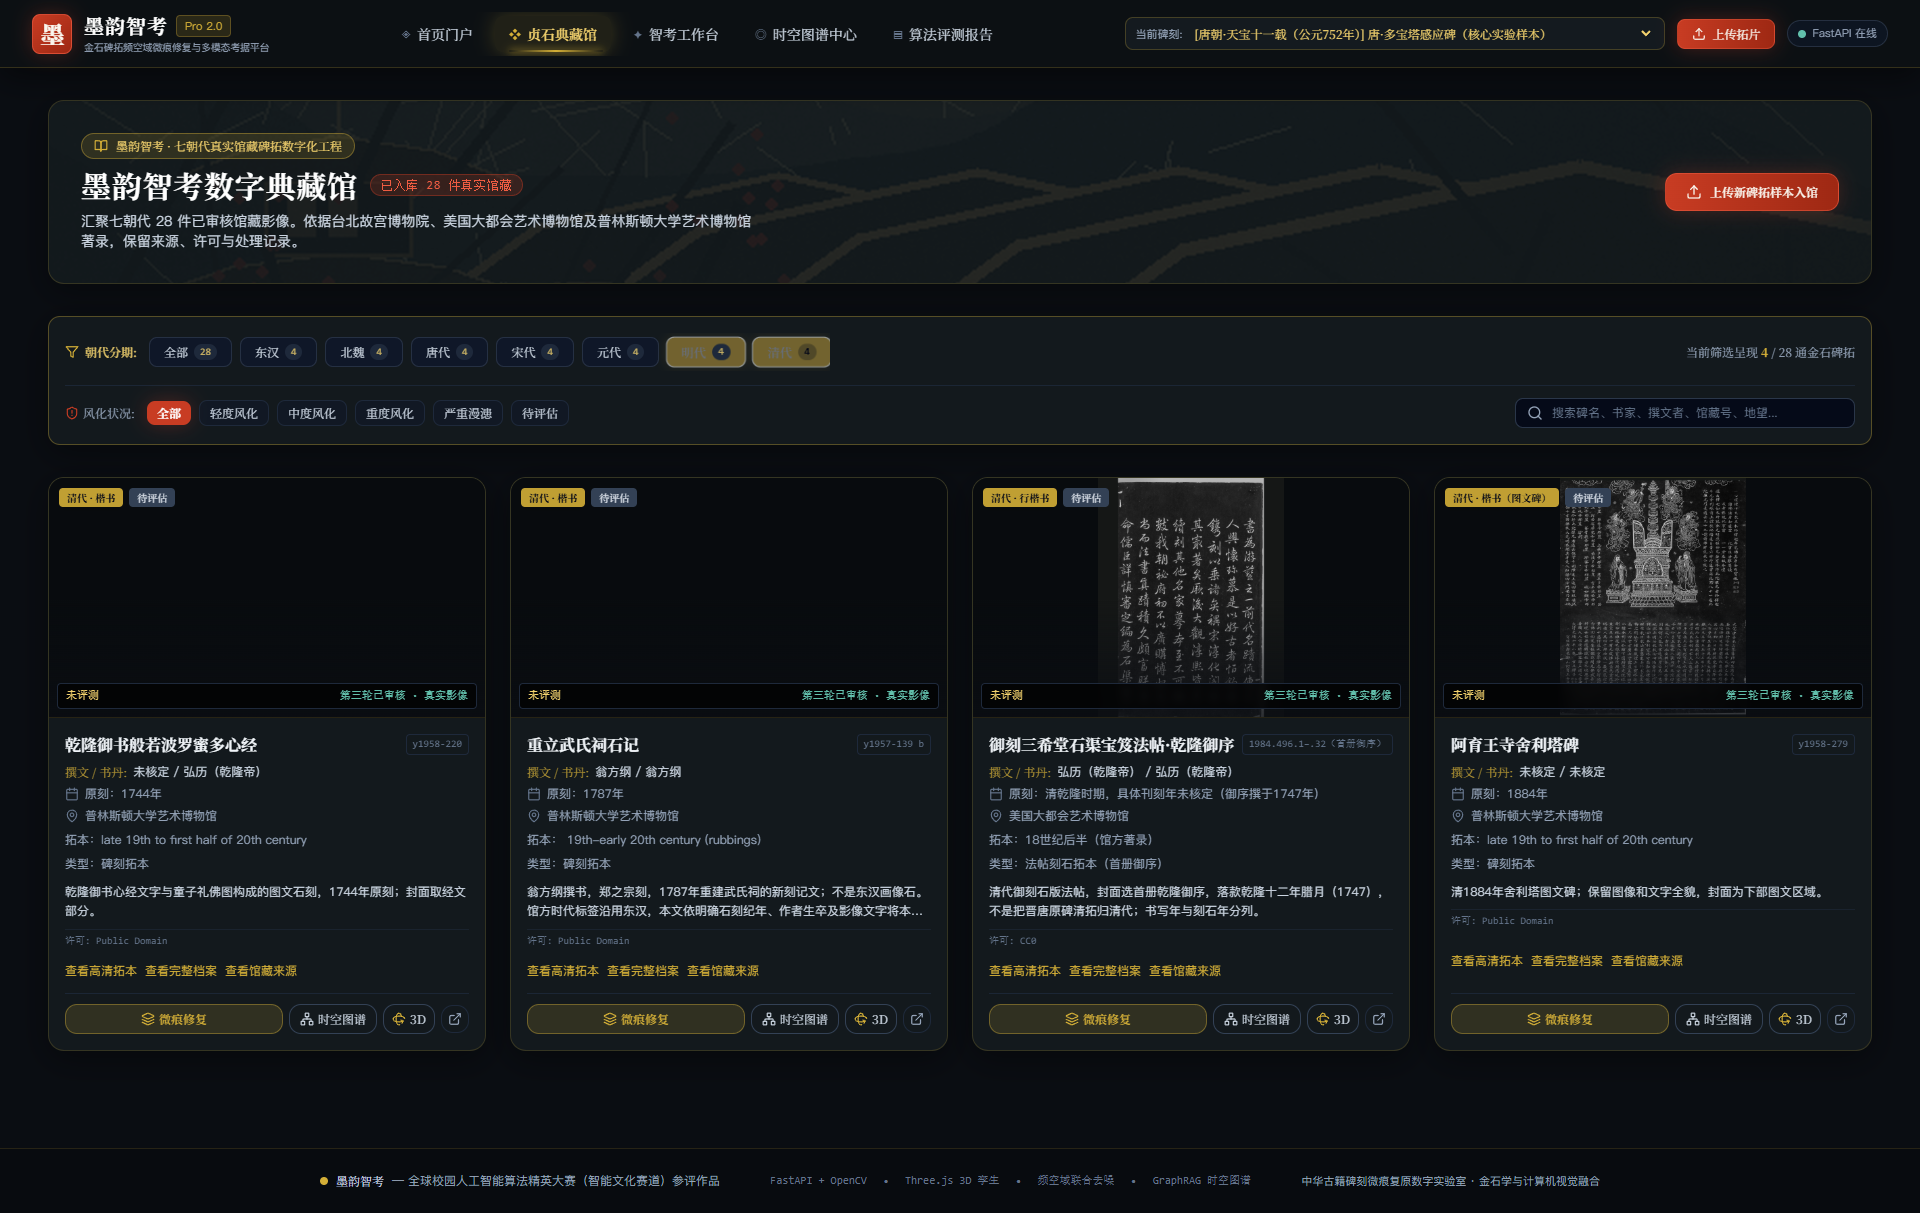 墨 墨韵智考 Pro 2.0
金石碑拓频空域微痕修复与多模态考据平台
首页门户 贞石典藏馆 智考工作台 时空图谱中心 算法评测报告
当前碑刻: [唐朝·天宝十一载（公元752年）] 唐·多宝塔感应碑（核心实验样本）
上传拓片
FastAPI 在线
墨韵智考 · 七朝代真实馆藏碑拓数字化工程
墨韵智考数字典藏馆 已入库 28 件真实馆藏
汇聚七朝代 28 件已审核馆藏影像。依据台北故宫博物院、美国大都会艺术博物馆及普林斯顿大学艺术博物馆
著录，保留来源、许可与处理记录。
上传新碑拓样本入馆
朝代分期: 全部 28 东汉 4 北魏 4 唐代 4 宋代 4 元代 4 明代 4 清代 4
当前筛选呈现 4 / 28 通金石碑拓
风化状况: 全部 轻度风化 中度风化 重度风化 严重漫漶 待评估
搜索碑名、书家、撰文者、馆藏号、地望...
清代 · 楷书 待评估
未评测 第三轮已审核 · 真实影像
乾隆御书般若波罗蜜多心经 y1958-220
撰文 / 书丹: 未核定 / 弘历（乾隆帝）
原刻：1744年
普林斯顿大学艺术博物馆
拓本：late 19th to first half of 20th century
类型：碑刻拓本
乾隆御书心经文字与童子礼佛图构成的图文石刻，1744年原刻；封面取经文
部分。
许可: Public Domain
查看高清拓本 查看完整档案 查看馆藏来源
微痕修复 时空图谱 3D
清代 · 楷书 待评估
未评测 第三轮已审核 · 真实影像
重立武氏祠石记 y1957-139 b
撰文 / 书丹: 翁方纲 / 翁方纲
原刻：1787年
普林斯顿大学艺术博物馆
拓本： 19th–early 20th century (rubbings)
类型：碑刻拓本
翁方纲撰书，郑之宗刻，1787年重建武氏祠的新刻记文；不是东汉画像石。
馆方时代标签沿用东汉，本文依明确石刻纪年、作者生卒及影像文字将本...
许可: Public Domain
查看高清拓本 查看完整档案 查看馆藏来源
微痕修复 时空图谱 3D
清代 · 行楷书 待评估
未评测 第三轮已审核 · 真实影像
御刻三希堂石渠宝笈法帖·乾隆御序 1984.496.1–.32（首册御序）
撰文 / 书丹: 弘历（乾隆帝） / 弘历（乾隆帝）
原刻：清乾隆时期，具体刊刻年未核定（御序撰于1747年）
美国大都会艺术博物馆
拓本：18世纪后半（馆方著录）
类型：法帖刻石拓本（首册御序）
清代御刻石版法帖，封面选首册乾隆御序，落款乾隆十二年腊月（1747），
不是把晋唐原碑清拓归清代；书写年与刻石年分列。
许可: CC0
查看高清拓本 查看完整档案 查看馆藏来源
微痕修复 时空图谱 3D
清代 · 楷书（图文碑） 待评估
未评测 第三轮已审核 · 真实影像
阿育王寺舍利塔碑 y1958-279
撰文 / 书丹: 未核定 / 未核定
原刻：1884年
普林斯顿大学艺术博物馆
拓本：late 19th to first half of 20th century
类型：碑刻拓本
清1884年舍利塔图文碑；保留图像和文字全貌，封面为下部图文区域。
许可: Public Domain
查看高清拓本 查看完整档案 查看馆藏来源
微痕修复 时空图谱 3D
墨韵智考 — 全球校园人工智能算法精英大赛（智能文化赛道）参评作品
FastAPI + OpenCV • Three.js 3D 孪生 • 频空域联合去噪 • GraphRAG 时空图谱
中华古籍碑刻微痕复原数字实验室 · 金石学与计算机视觉融合